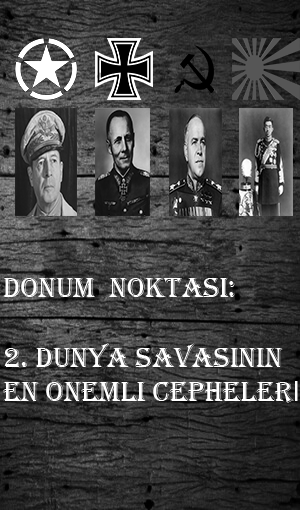 DONUM NOKTASI:
2. DUNYA SAVASININ
EN ONEMLI CEPHELERI